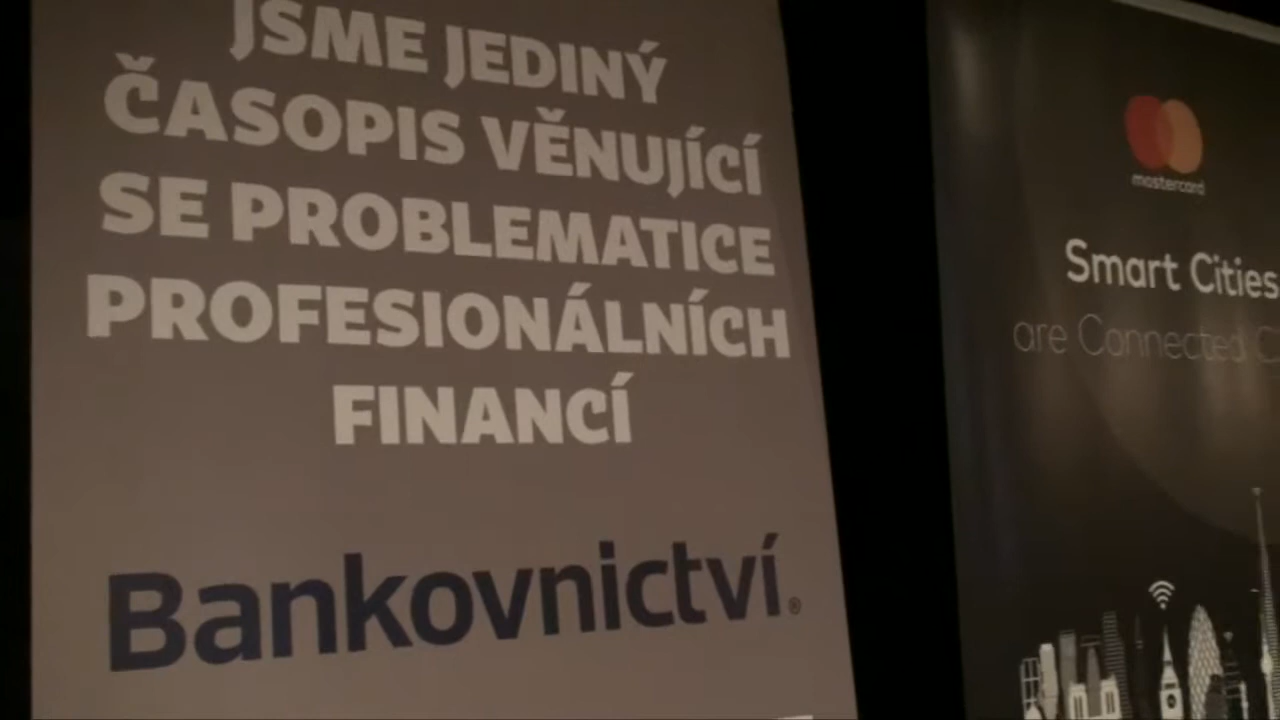 JSME JEDINÝ
ČASOPIS VĚNUJÍCÍ
SE PROBLEMATICE
PROFESIONÁLNÍCH
FINANCÍ
Bankovnictví®
mastercard
Smart Cities
are Connected